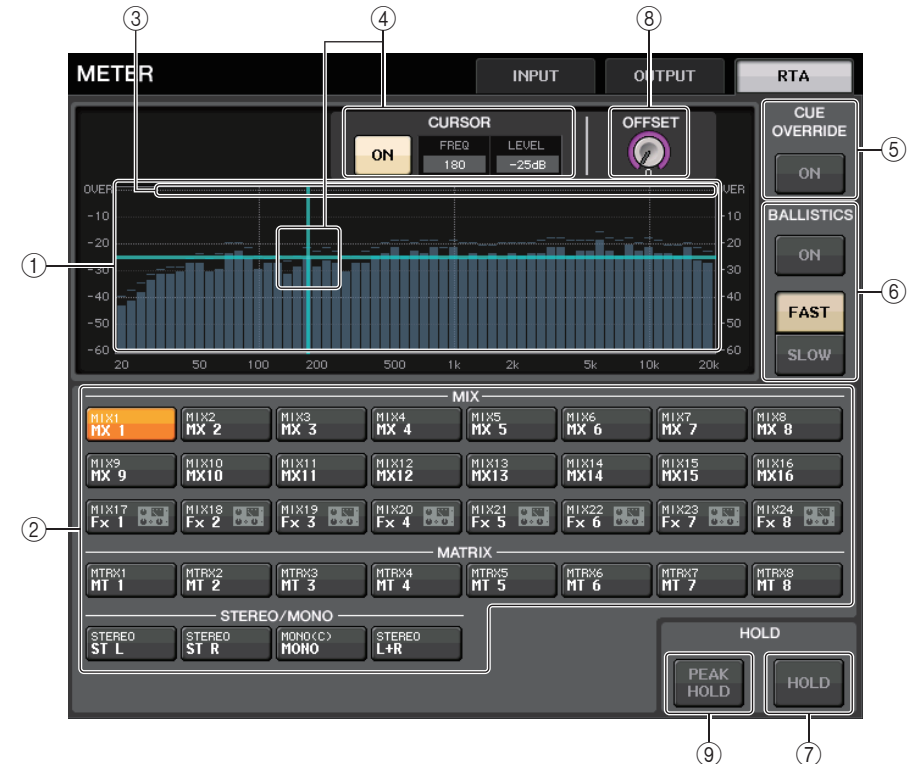 ③ ④ ⑧
METER INPUT OUTPUT RTA
CURSOR OFFSET CUE OVERRIDE
ON FREQ LEVEL
180 -25dB 0 ON ⑤
OVER OVER
-10 -10 BALLISTICS
-20 -20 ON
① -30 -30 ⑥
-40 -40 FAST
-50 -50
-60 -60 SLOW
20 50 100 200 500 1k 2k 5k 10k 20k
MIX
MIX1 MIX2 MIX3 MIX4 MIX5 MIX6 MIX7 MIX8
MX 1 MX 2 MX 3 MX 4 MX 5 MX 6 MX 7 MX 8
MIX9 MIX10 MIX11 MIX12 MIX13 MIX14 MIX15 MIX16
MX 9 MX10 MX11 MX12 MX13 MX14 MX15 MX16
MIX17 MIX18 MIX19 MIX20 MIX21 MIX22 MIX23 MIX24
② Fx 1 Fx 2 Fx 3 Fx 4 Fx 5 Fx 6 Fx 7 Fx 8
MATRIX
MTRX1 MTRX2 MTRX3 MTRX4 MTRX5 MTRX6 MTRX7 MTRX8
MT 1 MT 2 MT 3 MT 4 MT 5 MT 6 MT 7 MT 8
STEREO/MONO
STEREO STEREO MONO(C) STEREO
ST L ST R MONO L+R
HOLD
PEAK HOLD HOLD
⑨ ⑦